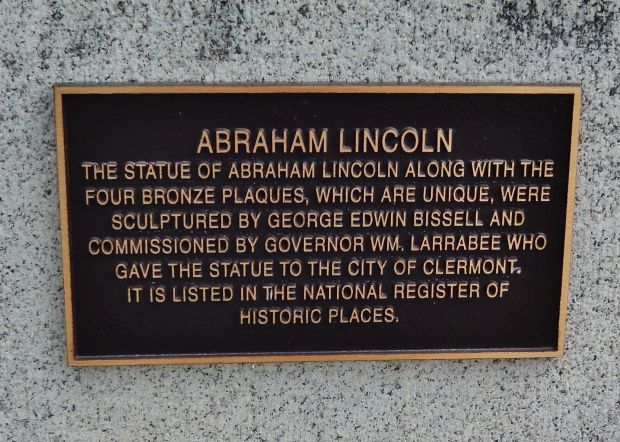 ABRAHAM LINCOLN
THE STATUE OF ABRAHAM LINCOLN ALONG WITH THE
FOUR BRONZE PLAQUES, WHICH ARE UNIQUE, WERE
SCULPTURED BY GEORGE EDWIN BISSELL AND
COMMISSIONED BY GOVERNOR WM. LARRABEE WHO
GAVE THE STATUE TO THE CITY OF CLERMONT.
IT IS LISTED IN THE NATIONAL REGISTER OF
HISTORIC PLACES.